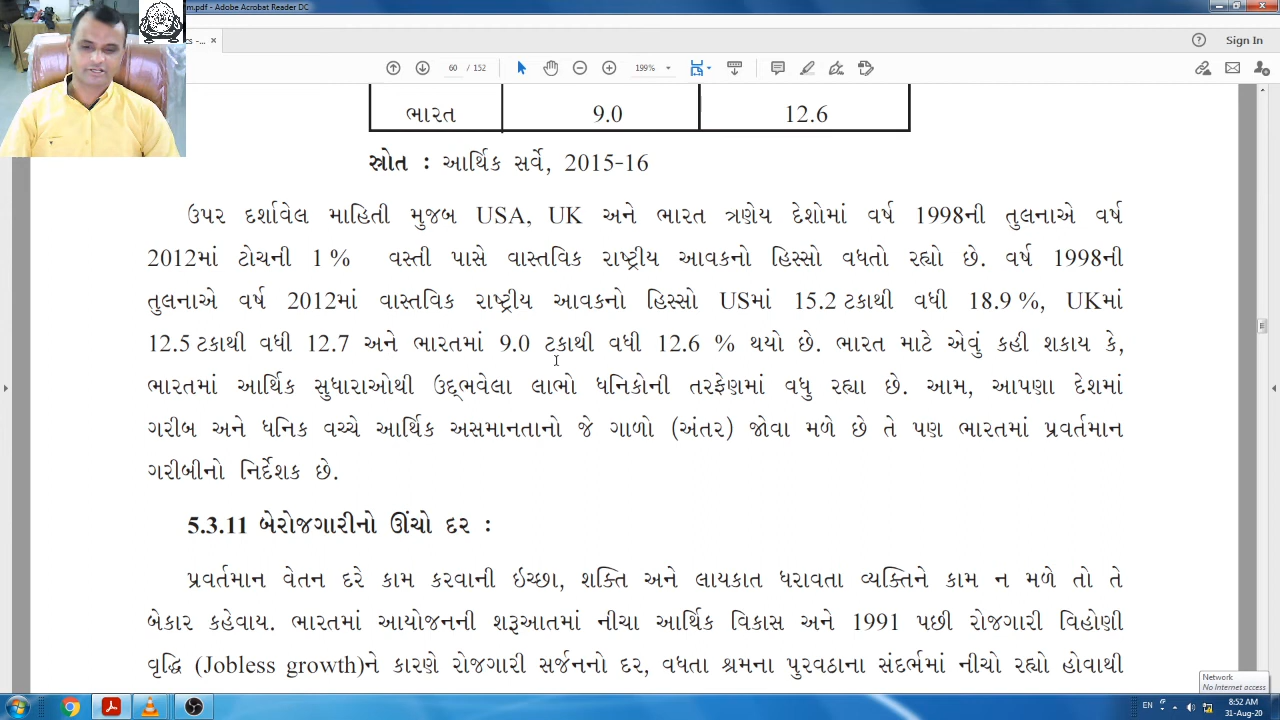 m.pdf - Adobe Acrobat Reader DC
cs -... ×
Sign In
60 / 152
199%
ભારત 9.0 12.6
સ્રોત : આર્થિક સર્વે, 2015-16
ઉપર દર્શાવેલ માહિતી મુજબ USA, UK અને ભારત ત્રણેય દેશોમાં વર્ષ 1998ની તુલનાએ વર્ષ
2012માં ટોચની 1 % વસ્તી પાસે વાસ્તવિક રાષ્ટ્રીય આવકનો હિસ્સો વધતો રહ્યો છે. વર્ષ 1998ની
તુલનાએ વર્ષ 2012માં વાસ્તવિક રાષ્ટ્રીય આવકનો હિસ્સો USમાં 15.2 ટકાથી વધી 18.9 %, UKમાં
12.5 ટકાથી વધી 12.7 અને ભારતમાં 9.0 ટકાથી વધી 12.6 % થયો છે. ભારત માટે એવું કહી શકાય કે,
ભારતમાં આર્થિક સુધારાઓથી ઉદ્ભવેલા લાભો ધનિકોની તરફેણમાં વધુ રહ્યા છે. આમ, આપણા દેશમાં
ગરીબ અને ધનિક વચ્ચે આર્થિક અસમાનતાનો જે ગાળો (અંતર) જોવા મળે છે તે પણ ભારતમાં પ્રવર્તમાન
ગરીબીનો નિર્દેશક છે.
5.3.11 બેરોજગારીનો ઊંચો દર :
પ્રવર્તમાન વેતન દરે કામ કરવાની ઇચ્છા, શક્તિ અને લાયકાત ધરાવતા વ્યક્તિને કામ ન મળે તો તે
બેકાર કહેવાય. ભારતમાં આયોજનની શરૂઆતમાં નીચા આર્થિક વિકાસ અને 1991 પછી રોજગારી વિહોણી
વૃદ્ધિ (Jobless growth)ને કારણે રોજગારી સર્જનનો દર, વધતા શ્રમના પુરવઠાના સંદર્ભમાં નીચો રહ્યો હોવાથી
Network
No Internet access
EN
8:52 AM
31-Aug-20